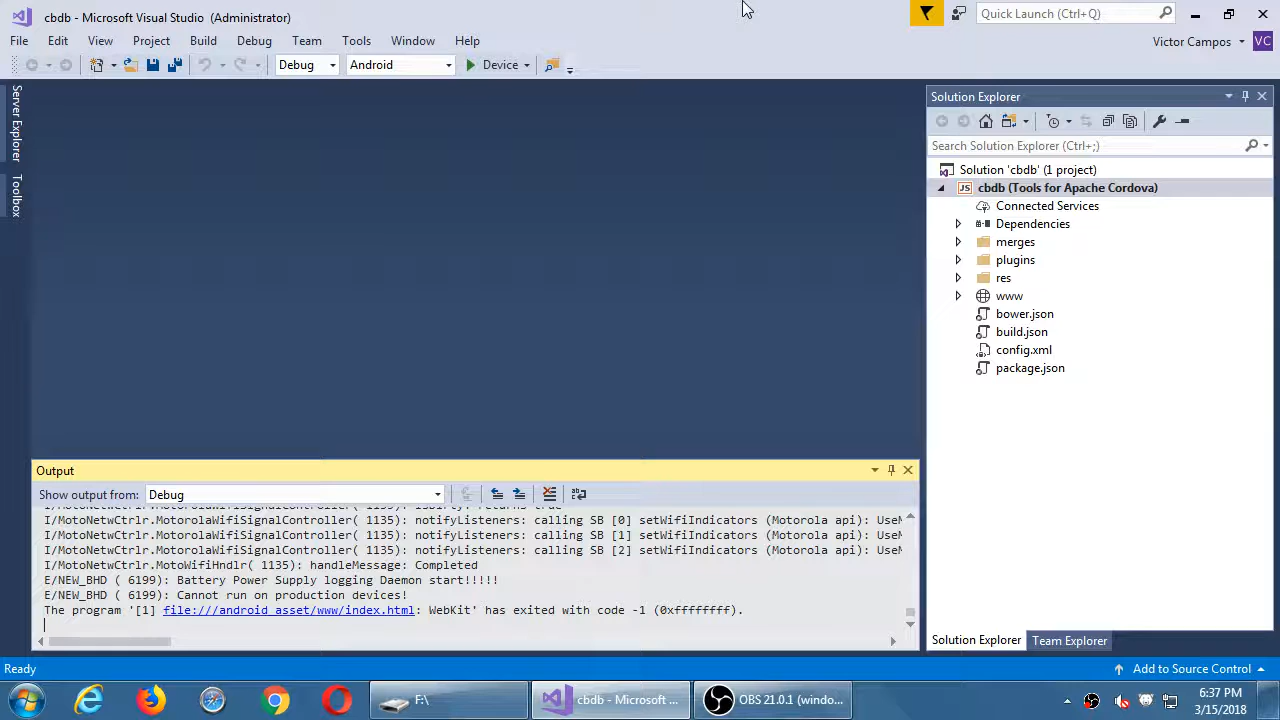 cbdb - Microsoft Visual Studio (Administrator)
Quick Launch (Ctrl+Q)
File Edit View Project Build Debug Team Tools Window Help
Victor Campos VC
Debug Android Device
Server Explorer
Toolbox
Solution Explorer
Search Solution Explorer (Ctrl+;)
Solution 'cbdb' (1 project)
JS cbdb (Tools for Apache Cordova)
Connected Services
Dependencies
merges
plugins
res
www
bower.json
build.json
config.xml
package.json
Output
Show output from: Debug
I/MotoNetwCtrlr.MotorolaWifiSignalController( 1135): isDirty: returns true
I/MotoNetwCtrlr.MotorolaWifiSignalController( 1135): notifyListeners: calling SB [0] setWifiIndicators (Motorola api): UseM
I/MotoNetwCtrlr.MotorolaWifiSignalController( 1135): notifyListeners: calling SB [1] setWifiIndicators (Motorola api): UseM
I/MotoNetwCtrlr.MotorolaWifiSignalController( 1135): notifyListeners: calling SB [2] setWifiIndicators (Motorola api): UseM
I/MotoNetwCtrlr.MotoWifiHndlr( 1135): handleMessage: Completed
E/NEW_BHD ( 6199): Battery Power Supply logging Daemon start!!!!!
E/NEW_BHD ( 6199): Cannot run on production devices!
The program '[1] file:///android_asset/www/index.html: WebKit' has exited with code -1 (0xffffffff).
Solution Explorer Team Explorer
Ready
Add to Source Control
F:\
cbdb - Microsoft ...
OBS 21.0.1 (windo...
6:37 PM
3/15/2018